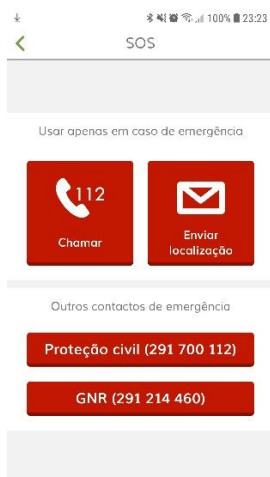 100% 23:23
SOS
Usar apenas em caso de emergência
112
Chamar
Enviar
localização
Outros contactos de emergência
Proteção civil (291 700 112)
GNR (291 214 460)